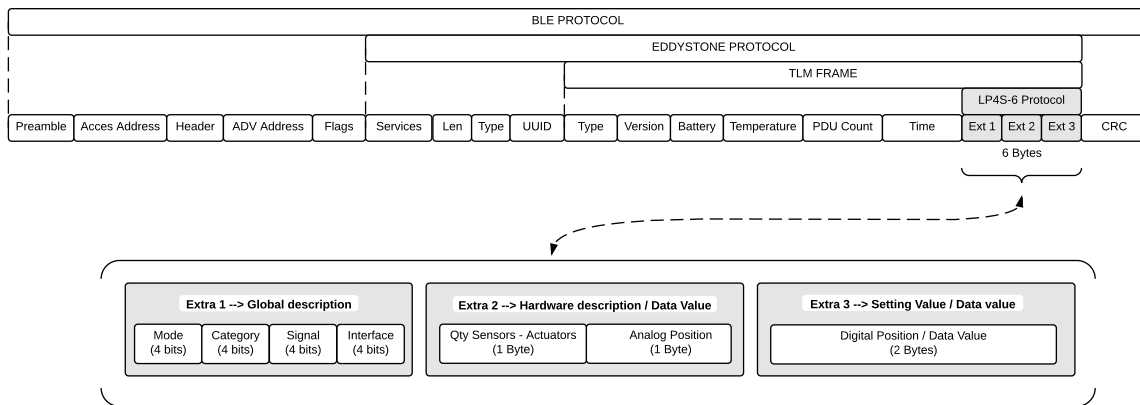 BLE PROTOCOL
EDDYSTONE PROTOCOL
TLM FRAME
LP4S-6 Protocol
Preamble Acces Address Header ADV Address Flags Services Len Type UUID Type Version Battery Temperature PDU Count Time Ext 1 Ext 2 Ext 3 CRC
6 Bytes
Extra 1 --> Global description
Mode (4 bits)
Category (4 bits)
Signal (4 bits)
Interface (4 bits)
Extra 2 --> Hardware description / Data Value
Qty Sensors - Actuators (1 Byte)
Analog Position (1 Byte)
Extra 3 --> Setting Value / Data value
Digital Position / Data Value (2 Bytes)